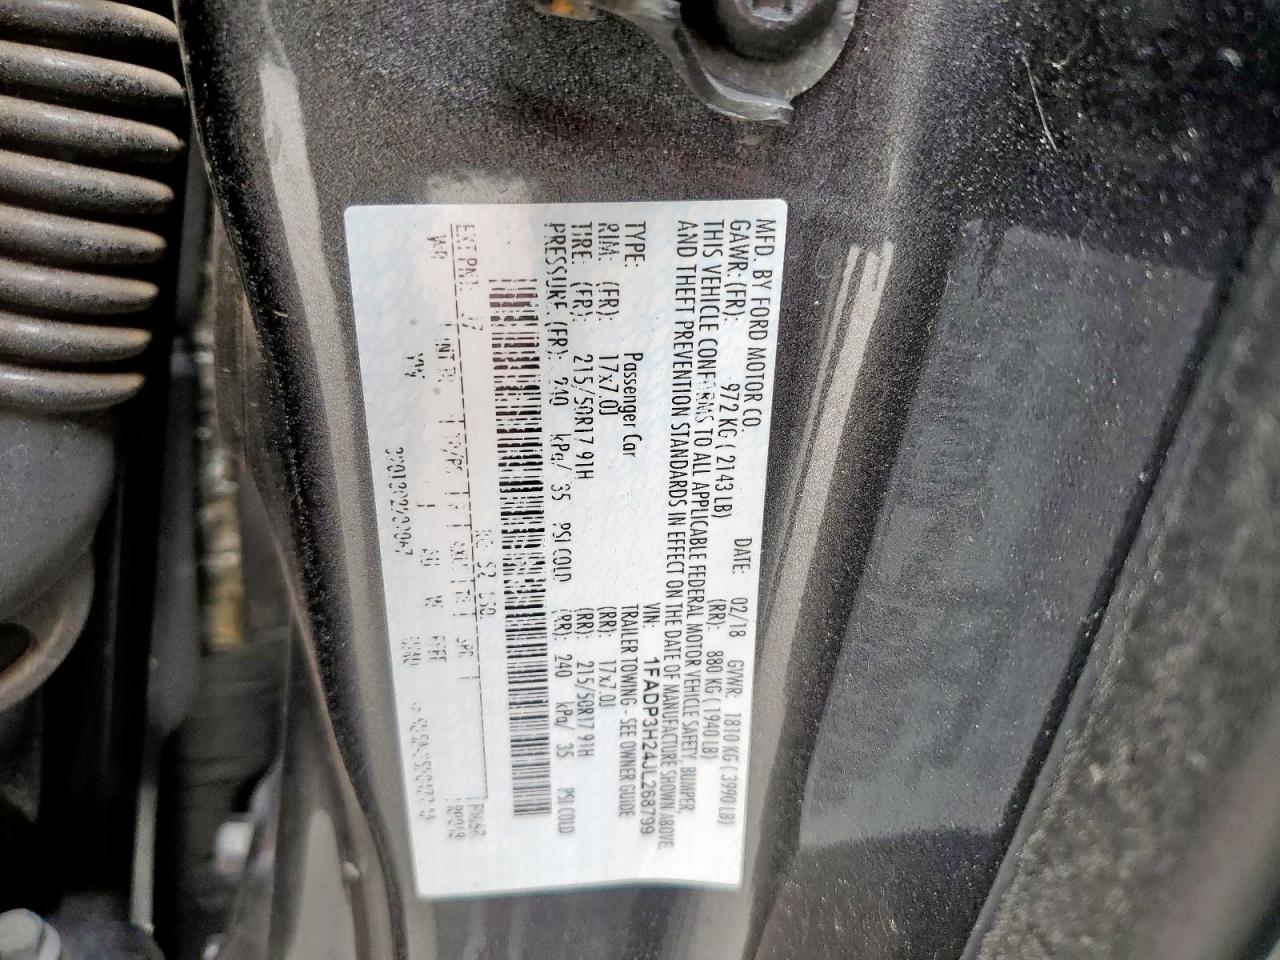 MFD. BY FORD MOTOR CO.
DATE: 02/18 GVWR: 1810 KG ( 3990 LB)
GAWR: (FR): 972 KG ( 2143 LB) (RR): 880 KG ( 1940 LB)
THIS VEHICLE CONFORMS TO ALL APPLICABLE FEDERAL MOTOR VEHICLE SAFETY, BUMPER,
AND THEFT PREVENTION STANDARDS IN EFFECT ON THE DATE OF MANUFACTURE SHOWN ABOVE.
VIN: 1FADP3H24JL268799
TYPE: Passenger Car TRAILER TOWING - SEE OWNER GUIDE
RIM: (FR): 17x7.0J (RR): 17x7.0J
TIRE: (FR): 215/50R17 91H (RR): 215/50R17 91H
PRESSURE (FR): 240 kPa/ 35 PSI COLD (RR): 240 kPa/ 35 PSI COLD
EXT PNT: J7